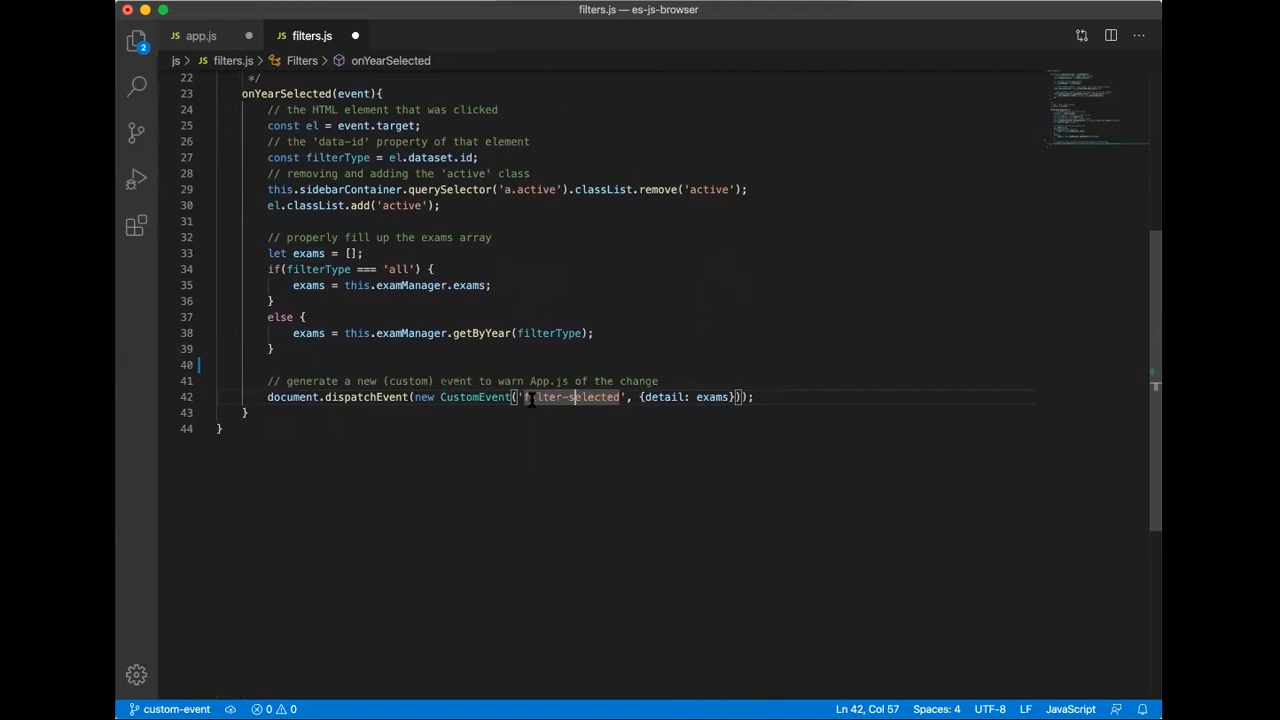 filters.js — es-js-browser
app.js
filters.js
js > JS filters.js > Filters > onYearSelected
2
22 */
23 onYearSelected(event){
24 // the HTML element that was clicked
25 const el = event.target;
26 // the 'data-id' property of that element
27 const filterType = el.dataset.id;
28 // removing and adding the 'active' class
29 this.sidebarContainer.querySelector('a.active').classList.remove('active');
30 el.classList.add('active');
31
32 // properly fill up the exams array
33 let exams = [];
34 if(filterType === 'all') {
35 exams = this.examManager.exams;
36 }
37 else {
38 exams = this.examManager.getByYear(filterType);
39 }
40
41 // generate a new (custom) event to warn App.js of the change
42 document.dispatchEvent(new CustomEvent('filter-selected', {detail: exams}));
43 }
44 }
custom-event 0 0 Ln 42, Col 57 Spaces: 4 UTF-8 LF JavaScript